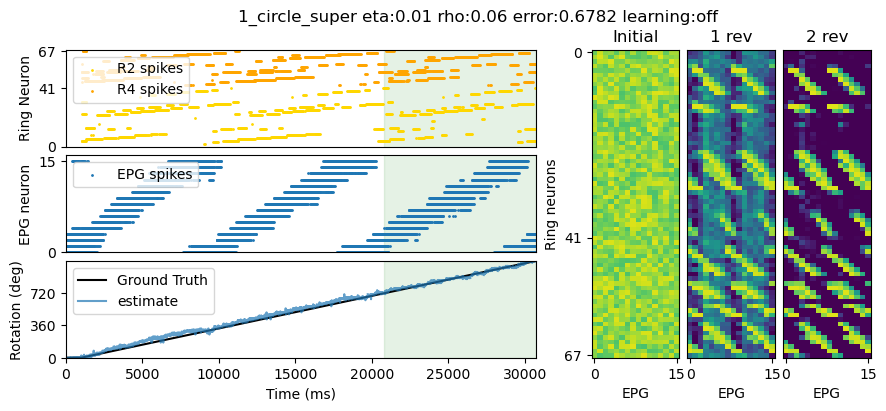 1_circle_super eta:0.01 rho:0.06 error:0.6782 learning:off
Initial 1 rev 2 rev
67
41
0
Ring Neuron
R2 spikes
R4 spikes
15
0
EPG neuron
EPG spikes
720
360
0
Rotation (deg)
Ground Truth
estimate
0 5000 10000 15000 20000 25000 30000
Time (ms)
0
41
67
Ring neurons
0 15 0 15 0 15
EPG EPG EPG